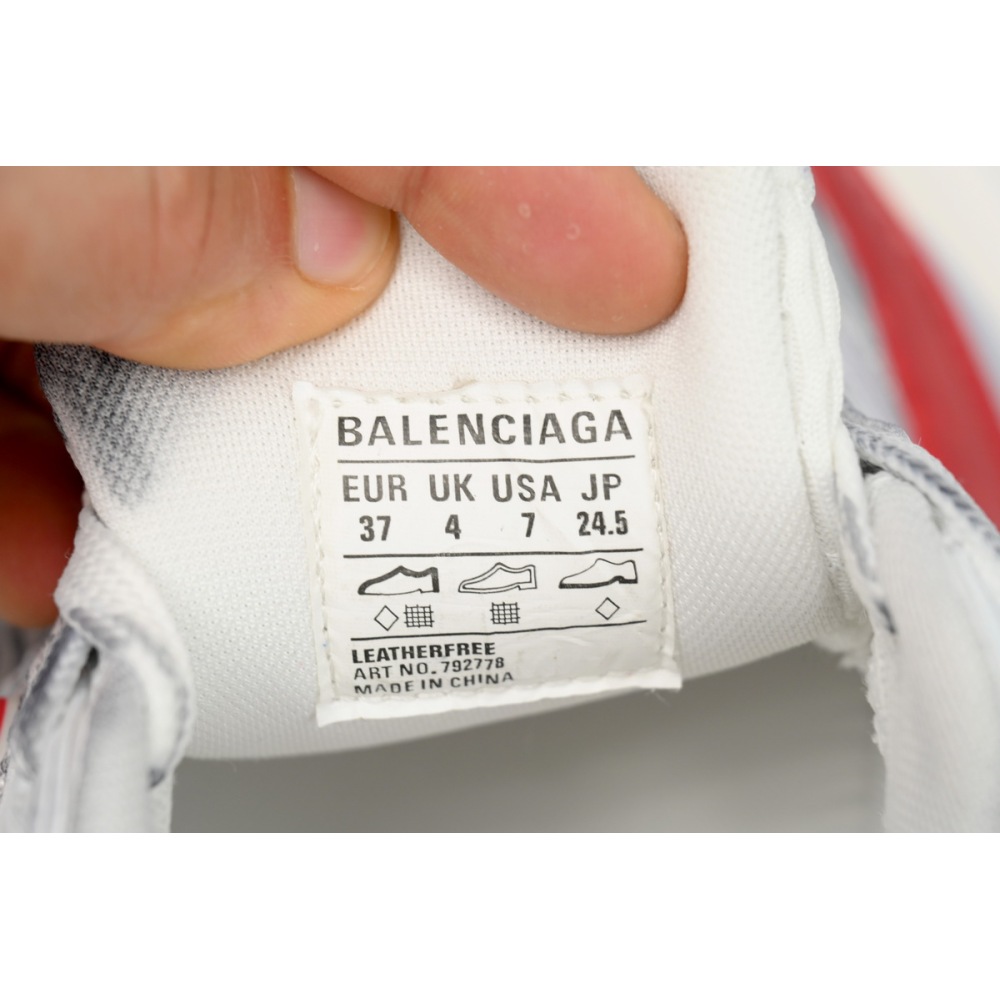 BALENCIAGA
EUR UK USA JP
37 4 7 24.5
LEATHERFREE
ART NO.792778
MADE IN CHINA